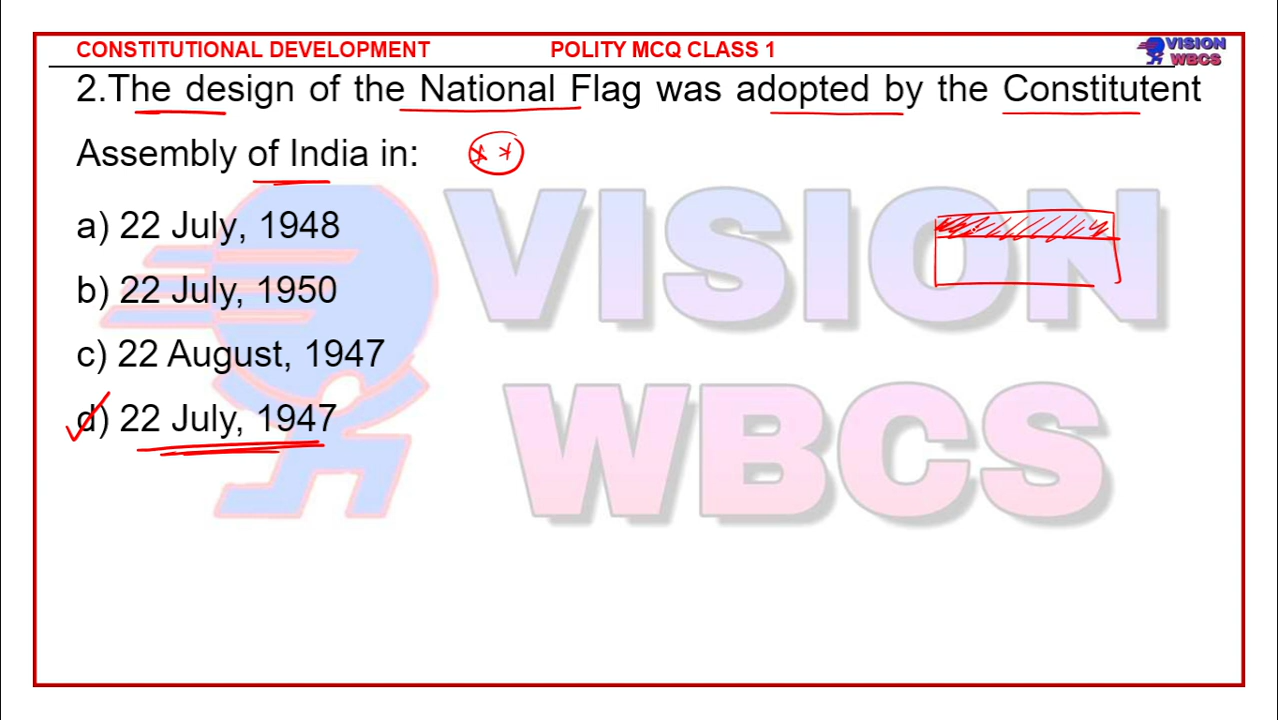 CONSTITUTIONAL DEVELOPMENT POLITY MCQ CLASS 1 VISION WBCS
2.The design of the National Flag was adopted by the Constitutent
Assembly of India in:
a) 22 July, 1948
b) 22 July, 1950
c) 22 August, 1947
d) 22 July, 1947
VISION
WBCS